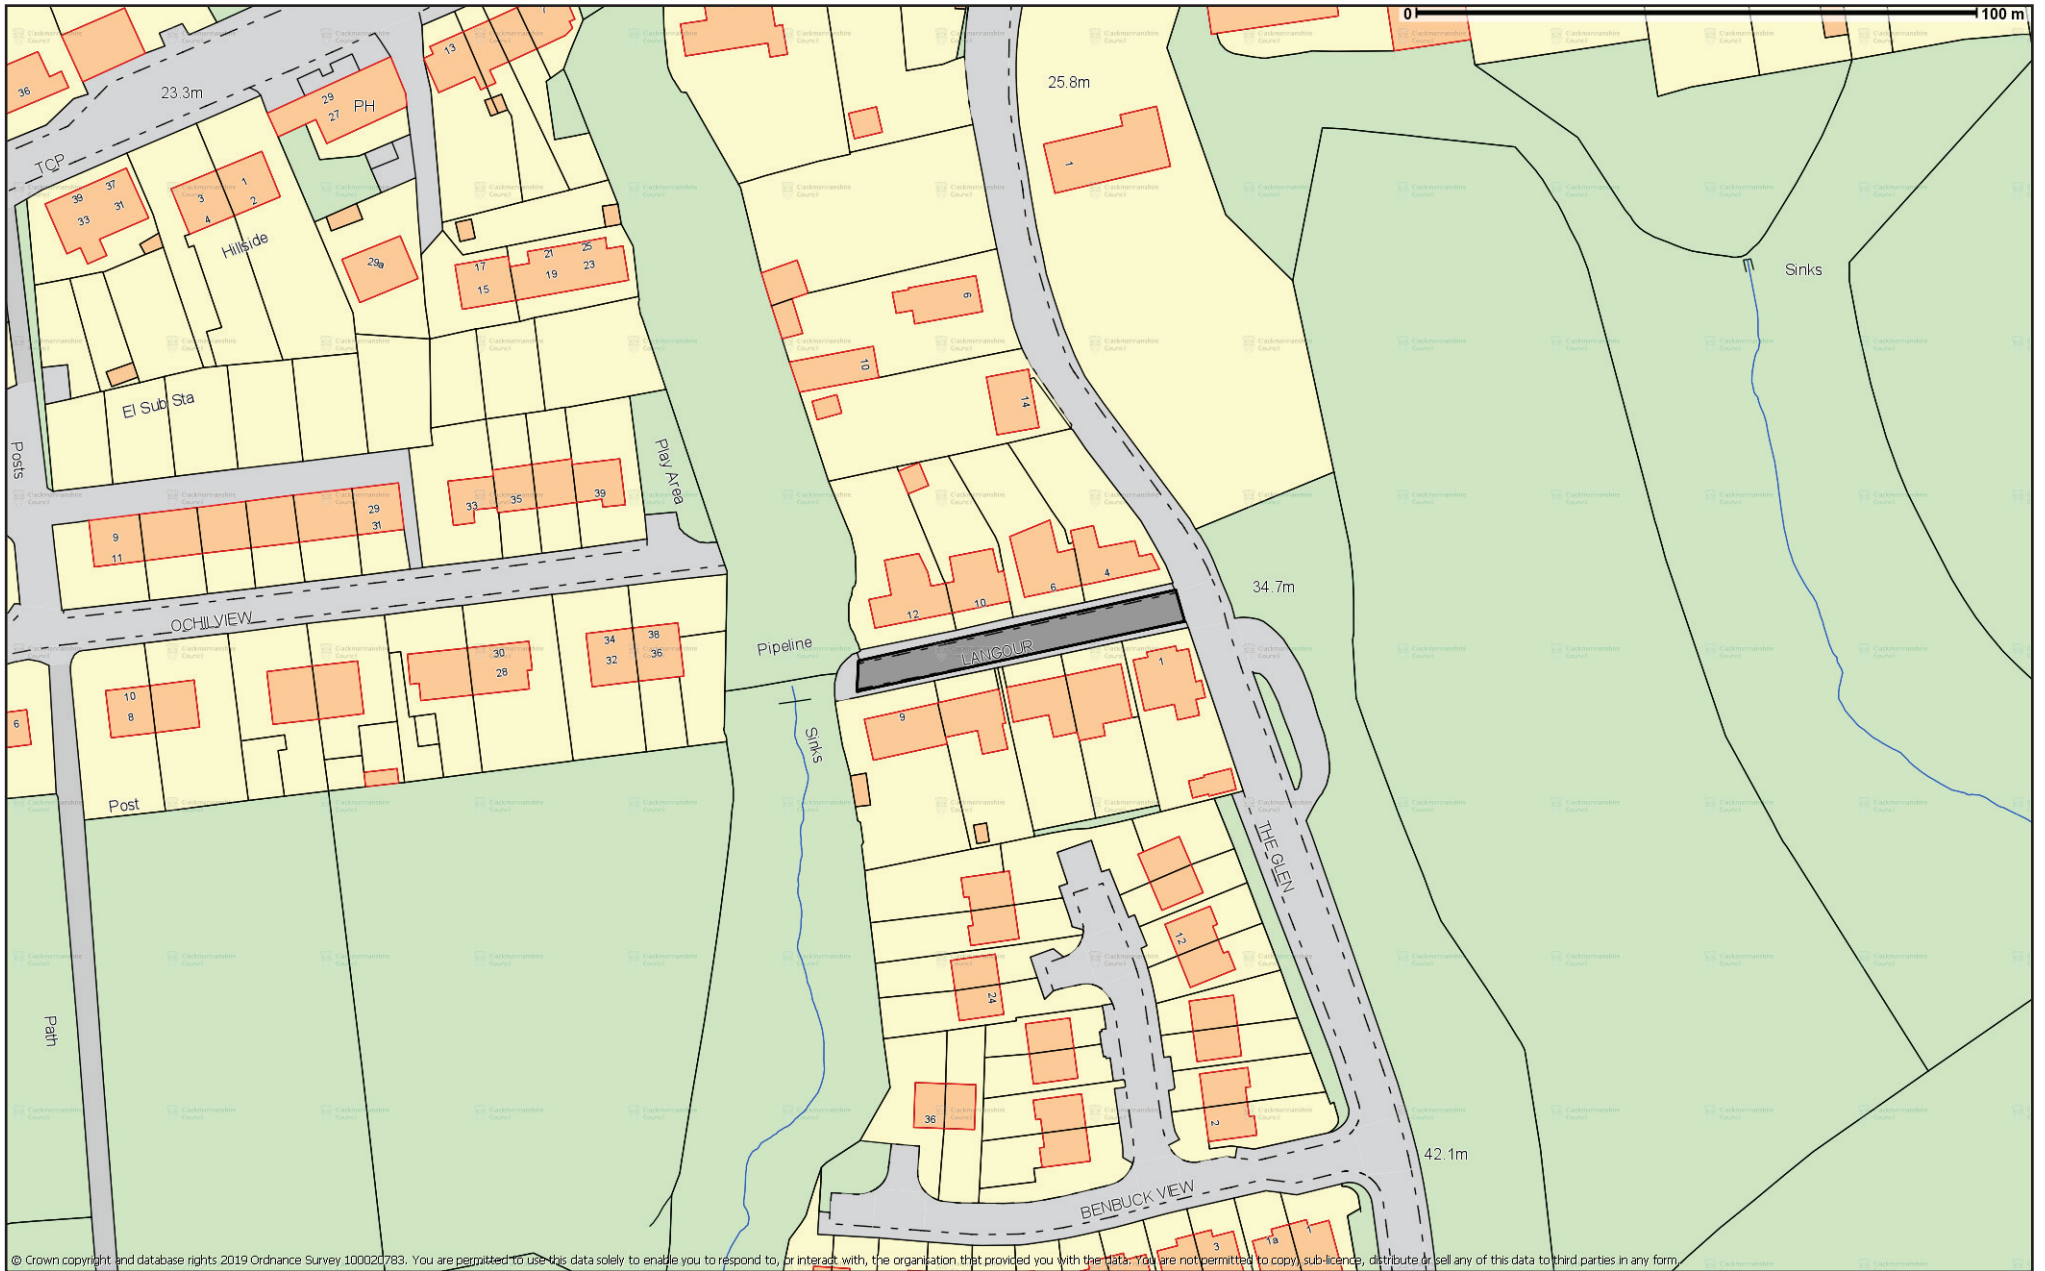 0 100 m
13
36
23.3m
29
27
PH
25.8m
1
TCP
39
37
33
31
3
1
4
2
Hillside
29a
17
21
25
15
19
23
6
Sinks
10
14
El Sub Sta
Posts
Play Area
33
35
39
9
11
29
31
OCHILVIEW
12
10
6
4
34.7m
Pipeline
LANGOUR
1
34
38
32
36
30
28
10
8
6
9
Sinks
Post
THE GLEN
12
24
Path
36
2
42.1m
BENBUCK VIEW
3
1a
1
© Crown copyright and database rights 2019 Ordnance Survey 100020783. You are permitted to use this data solely to enable you to respond to, or interact with, the organisation that provided you with the data. You are not permitted to copy, sub-licence, distribute or sell any of this data to third parties in any form.